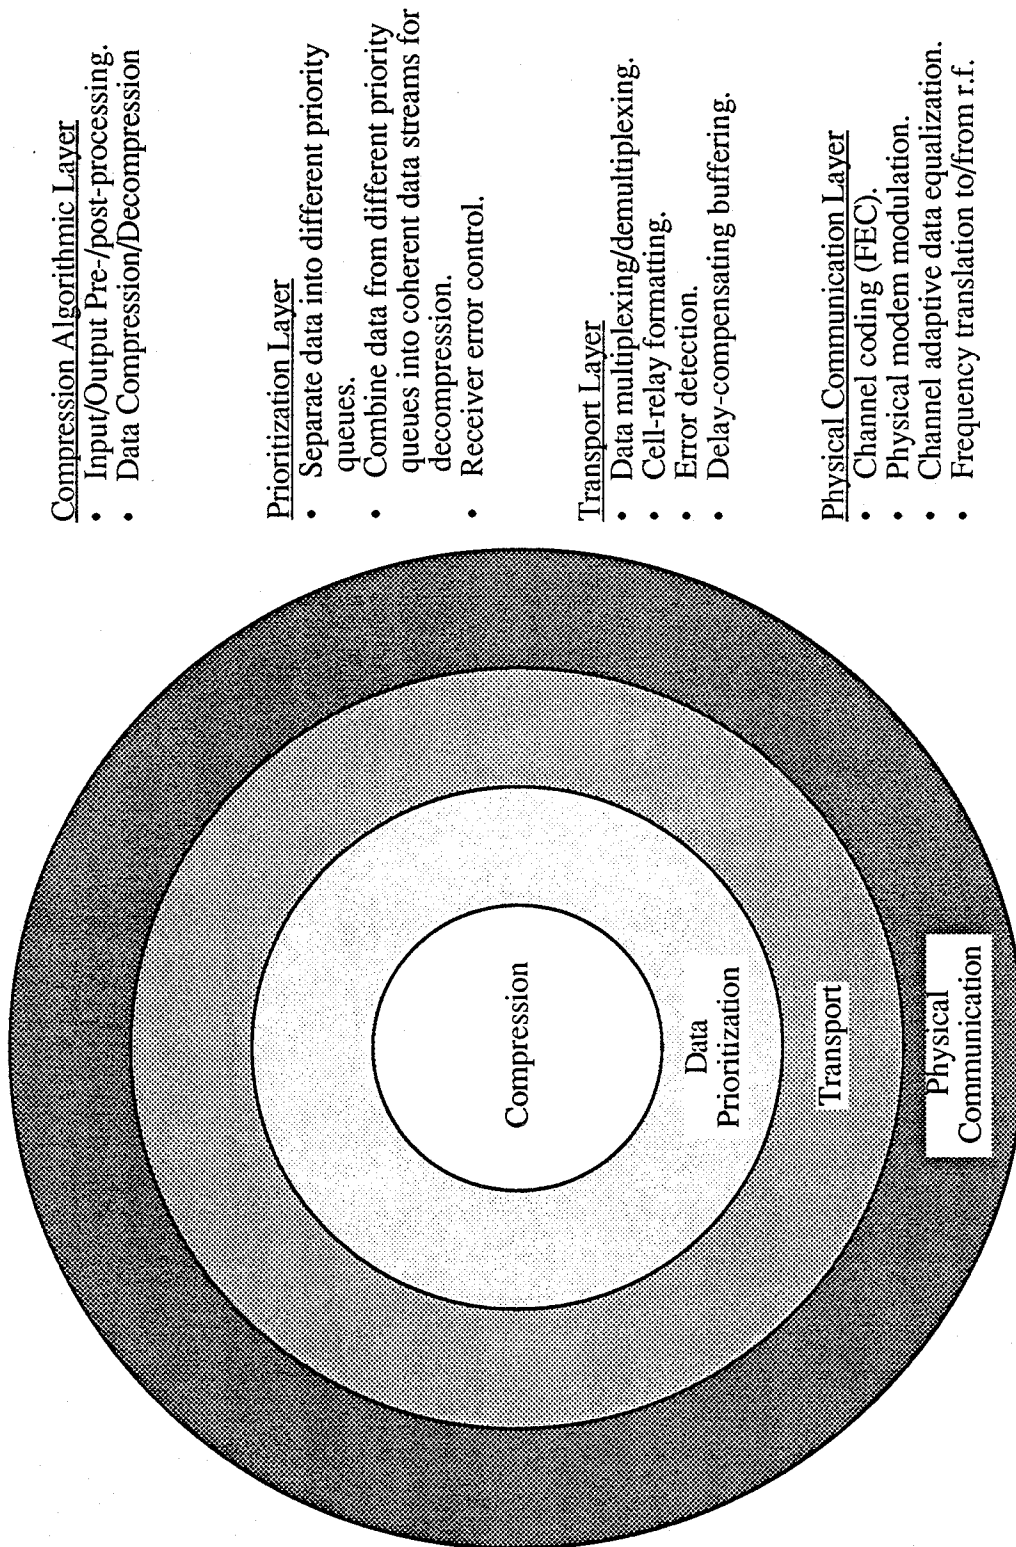 Compression Algorithmic Layer
• Input/Output Pre-/post-processing.
• Data Compression/Decompression
Prioritization Layer
• Separate data into different priority
queues.
• Combine data from different priority
queues into coherent data streams for
decompression.
• Receiver error control.
Transport Layer
• Data multiplexing/demultiplexing.
• Cell-relay formatting.
• Error detection.
• Delay-compensating buffering.
Physical Communication Layer
• Channel coding (FEC).
• Physical modem modulation.
• Channel adaptive data equalization.
• Frequency translation to/from r.f.
Compression
Data
Prioritization
Transport
Physical
Communication